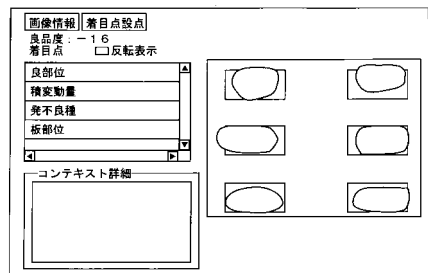 画像情報 着目点設点
良品度:－16
着目点 反転表示
良部位
積変動量
発不良種
板部位
コンテキスト詳細